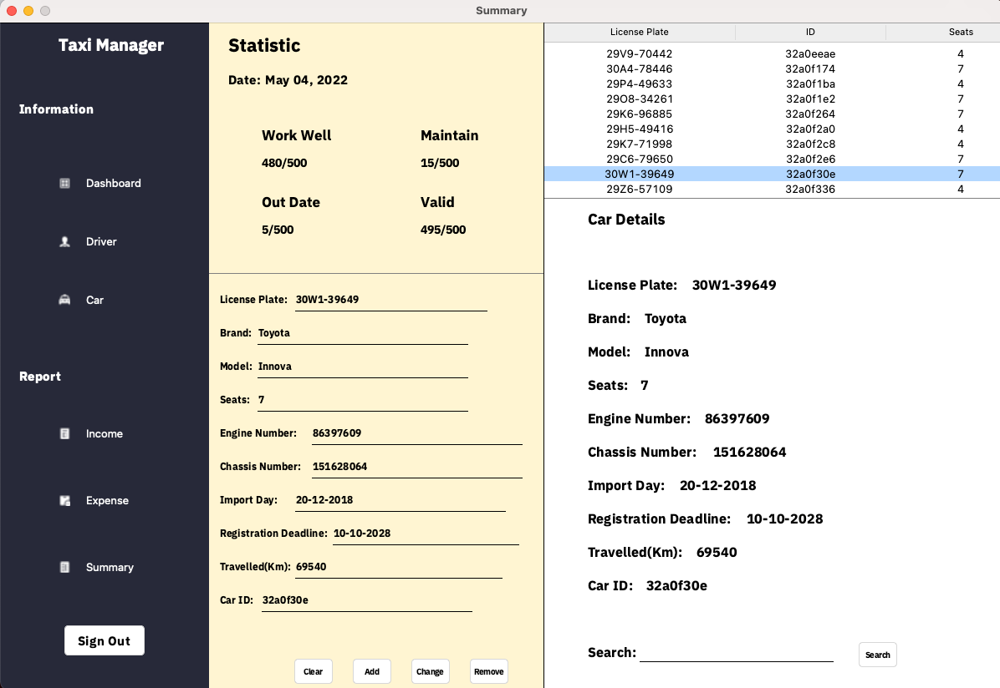 Summary
Taxi Manager
Information
Dashboard
Driver
Car
Report
Income
Expense
Summary
Sign Out
Statistic
Date: May 04, 2022
Work Well Maintain
480/500 15/500
Out Date Valid
5/500 495/500
License Plate: 30W1-39649
Brand: Toyota
Model: Innova
Seats: 7
Engine Number: 86397609
Chassis Number: 151628064
Import Day: 20-12-2018
Registration Deadline: 10-10-2028
Travelled(Km): 69540
Car ID: 32a0f30e
Clear Add Change Remove
License Plate ID Seats
29V9-70442 32a0eeae 4
30A4-78446 32a0f174 7
29P4-49633 32a0f1ba 4
29O8-34261 32a0f1e2 7
29K6-96885 32a0f264 7
29H5-49416 32a0f2a0 4
29K7-71998 32a0f2c8 4
29C6-79650 32a0f2e6 7
30W1-39649 32a0f30e 7
29Z6-57109 32a0f336 4
Car Details
License Plate: 30W1-39649
Brand: Toyota
Model: Innova
Seats: 7
Engine Number: 86397609
Chassis Number: 151628064
Import Day: 20-12-2018
Registration Deadline: 10-10-2028
Travelled(Km): 69540
Car ID: 32a0f30e
Search: Search